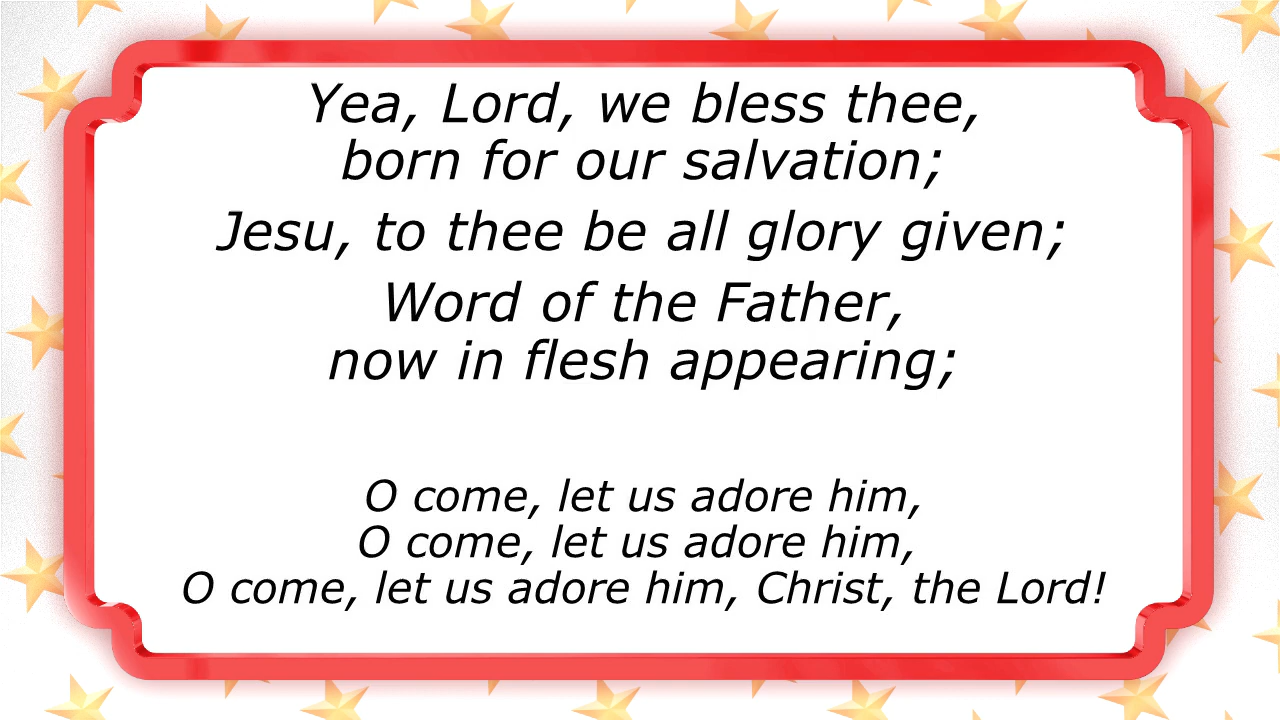 Yea, Lord, we bless thee,
born for our salvation;
Jesu, to thee be all glory given;
Word of the Father,
now in flesh appearing;
O come, let us adore him,
O come, let us adore him,
O come, let us adore him, Christ, the Lord!